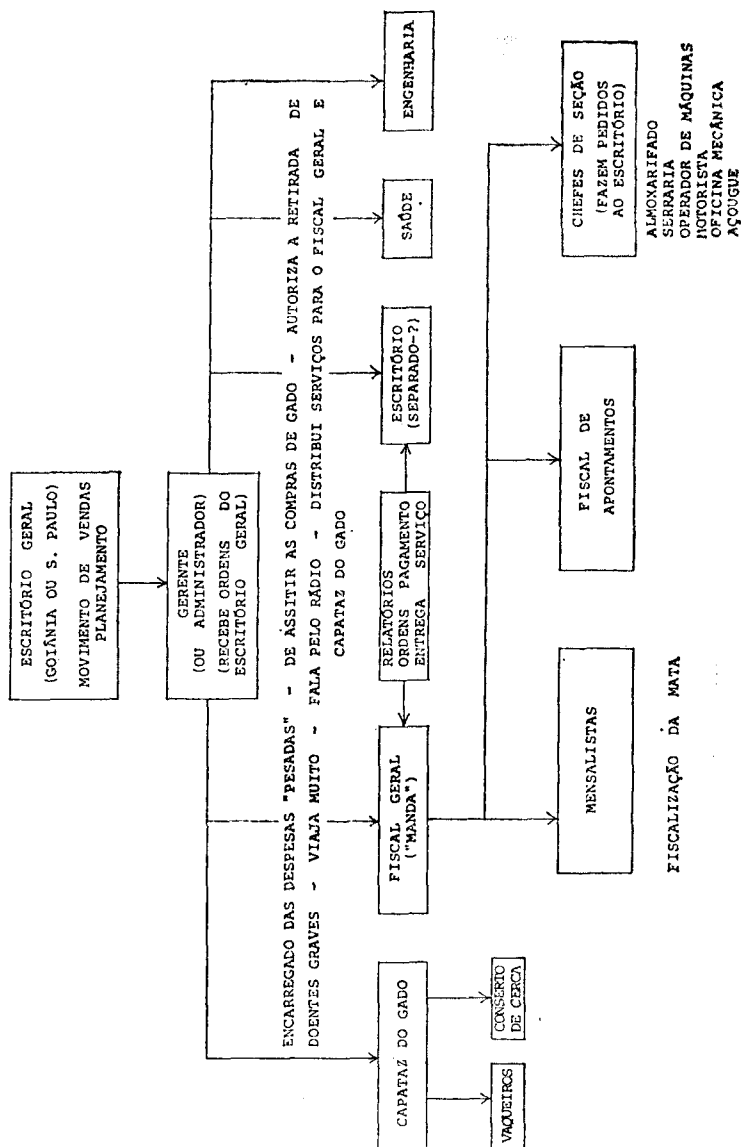 ESCRITÓRIO GERAL
(GOIÂNIA OU S. PAULO)
MOVIMENTO DE VENDAS
PLANEJAMENTO
GERENTE
(OU ADMINISTRADOR)
(RECEBE ORDENS DO
ESCRITÓRIO GERAL)
ENCARREGADO DAS DESPESAS "PESADAS" - DE ASSITIR AS COMPRAS DE GADO - AUTORIZA A RETIRADA DE
DOENTES GRAVES - VIAJA MUITO - FALA PELO RÁDIO - DISTRIBUI SERVIÇOS PARA O FISCAL GERAL E
CAPATAZ DO GADO
CAPATAZ DO GADO
FISCAL GERAL
("MANDA")
RELATÓRIOS
ORDENS PAGAMENTO
ENTREGA SERVIÇO
ESCRITÓRIO
(SEPARADO-?)
SAÚDE
ENGENHARIA
VAQUEIROS
CONSERTO
DE CERCA
MENSALISTAS
FISCALIZAÇÃO DA MATA
FISCAL DE
APONTAMENTOS
CHEFES DE SEÇÃO
(FAZEM PEDIDOS
AO ESCRITÓRIO)
ALMOXARIFADO
SERRARIA
OPERADOR DE MÁQUINAS
MOTORISTA
OFICINA MECÂNICA
AÇOUGUE